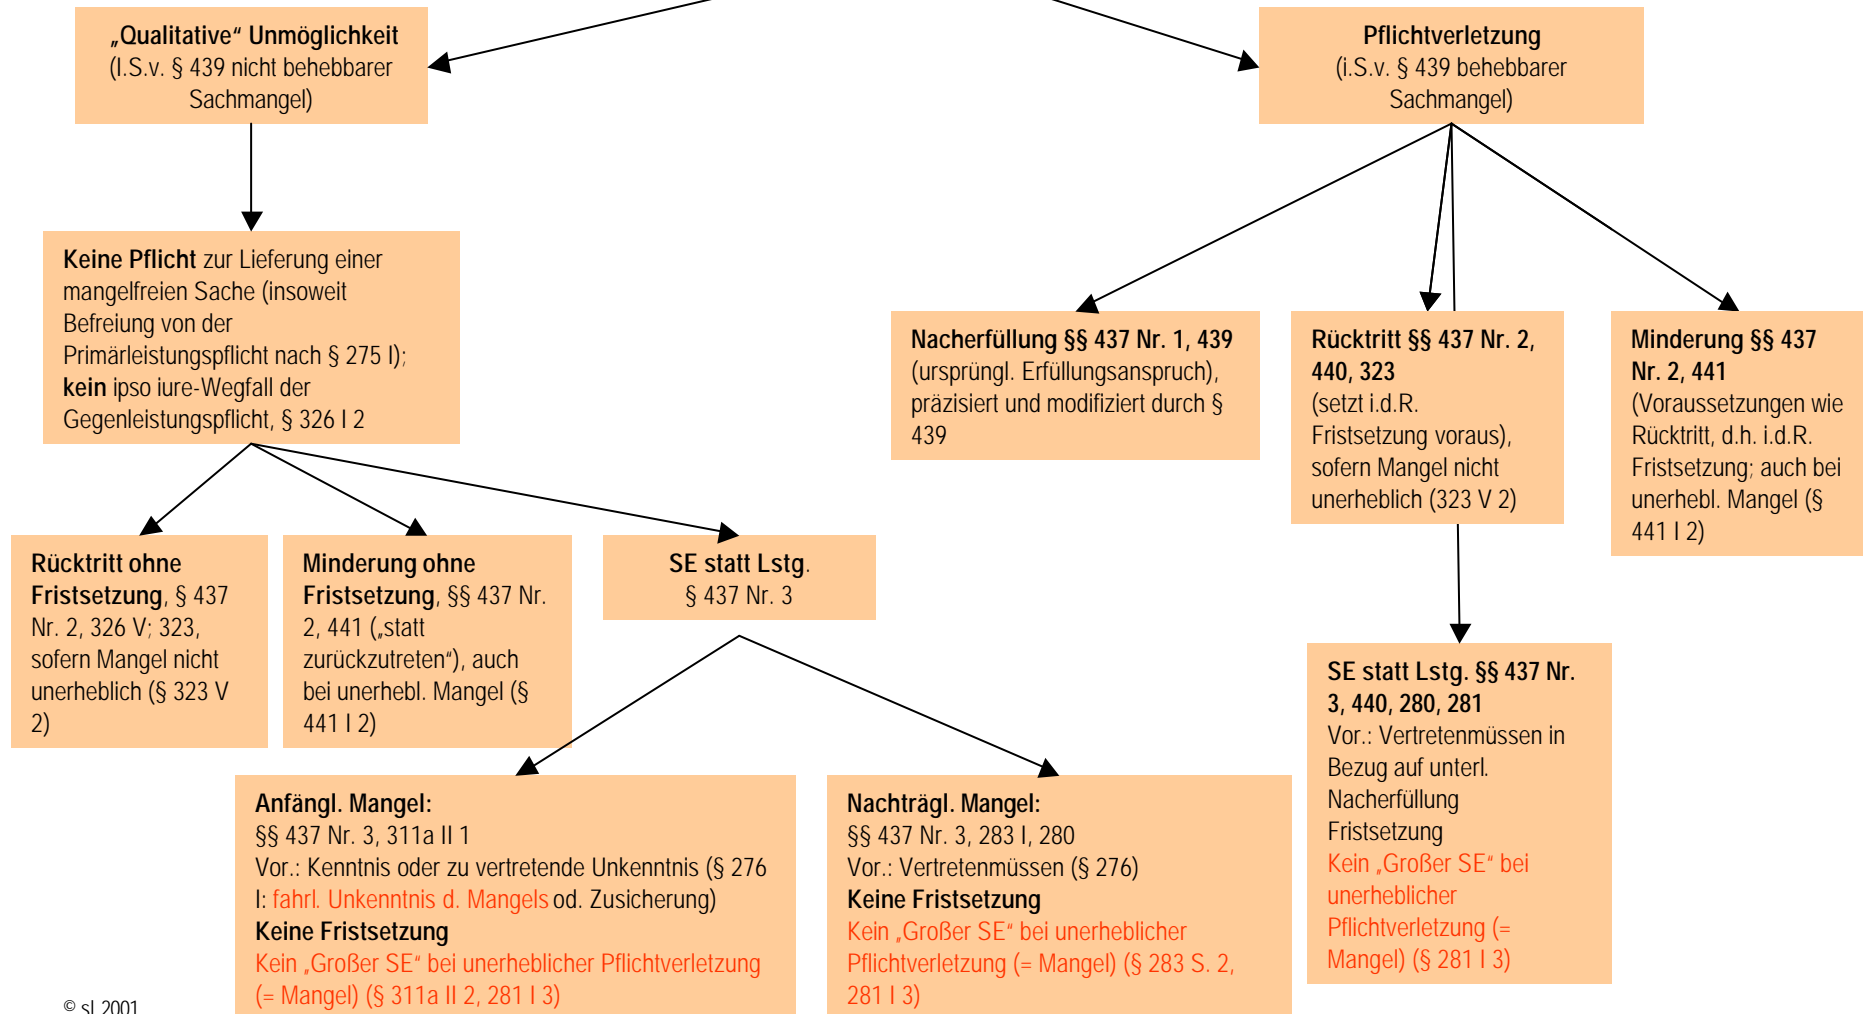 „Qualitative“ Unmöglichkeit
(I.S.v. § 439 nicht behebbarer
Sachmangel)
Pflichtverletzung
(i.S.v. § 439 behebbarer
Sachmangel)
Keine Pflicht zur Lieferung einer
mangelfreien Sache (insoweit
Befreiung von der
Primärleistungspflicht nach § 275 I);
kein ipso iure-Wegfall der
Gegenleistungspflicht, § 326 I 2
Nacherfüllung §§ 437 Nr. 1, 439
(ursprüngl. Erfüllungsanspruch),
präzisiert und modifiziert durch §
439
Rücktritt §§ 437 Nr. 2,
440, 323
(setzt i.d.R.
Fristsetzung voraus),
sofern Mangel nicht
unerheblich (323 V 2)
Minderung §§ 437
Nr. 2, 441
(Voraussetzungen wie
Rücktritt, d.h. i.d.R.
Fristsetzung; auch bei
unerhebl. Mangel (§
441 I 2)
Rücktritt ohne
Fristsetzung, § 437
Nr. 2, 326 V; 323,
sofern Mangel nicht
unerheblich (§ 323 V
2)
Minderung ohne
Fristsetzung, §§ 437 Nr.
2, 441 („statt
zurückzutreten“), auch
bei unerhebl. Mangel (§
441 I 2)
SE statt Lstg.
§ 437 Nr. 3
SE statt Lstg. §§ 437 Nr.
3, 440, 280, 281
Vor.: Vertretenmüssen in
Bezug auf unterl.
Nacherfüllung
Fristsetzung
Kein „Großer SE“ bei
unerheblicher
Pflichtverletzung (=
Mangel) (§ 281 I 3)
Anfängl. Mangel:
§§ 437 Nr. 3, 311a II 1
Vor.: Kenntnis oder zu vertretende Unkenntnis (§ 276
I: fahrl. Unkenntnis d. Mangels od. Zusicherung)
Keine Fristsetzung
Kein „Großer SE“ bei unerheblicher Pflichtverletzung
(= Mangel) (§ 311a II 2, 281 I 3)
Nachträgl. Mangel:
§§ 437 Nr. 3, 283 I, 280
Vor.: Vertretenmüssen (§ 276)
Keine Fristsetzung
Kein „Großer SE“ bei unerheblicher
Pflichtverletzung (= Mangel) (§ 283 S. 2,
281 I 3)
© sl 2001